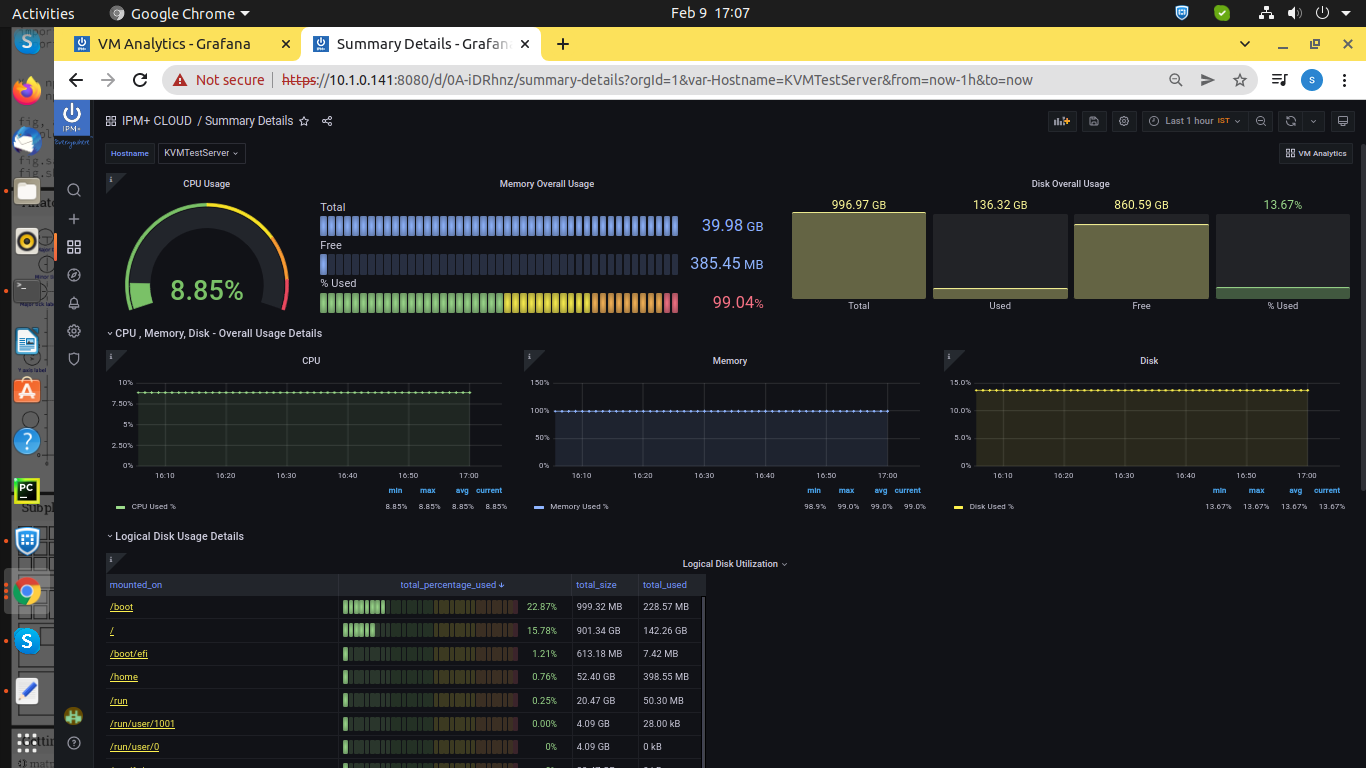 Activities
Google Chrome
Feb 9 17:07
VM Analytics - Grafana
Summary Details - Grafan
Not secure
https://10.1.0.141:8080/d/0A-iDRhnz/summary-details?orgId=1&var-Hostname=KVMTestServer&from=now-1h&to=now
S
IPM+
Everywhere
IPM+ CLOUD / Summary Details
Last 1 hour IST
Hostname
KVMTestServer
VM Analytics
CPU Usage
8.85%
Memory Overall Usage
Total
39.98 GB
Free
385.45 MB
% Used
99.04%
Disk Overall Usage
996.97 GB 136.32 GB 860.59 GB 13.67%
Total Used Free % Used
CPU , Memory, Disk - Overall Usage Details
CPU
10%
7.50%
5%
2.50%
0%
16:10 16:20 16:30 16:40 16:50 17:00
min max avg current
CPU Used % 8.85% 8.85% 8.85% 8.85%
Memory
150%
100%
50%
0%
16:10 16:20 16:30 16:40 16:50 17:00
min max avg current
Memory Used % 98.9% 99.0% 99.0% 99.0%
Disk
15.0%
10.0%
5.0%
0%
16:10 16:20 16:30 16:40 16:50 17:00
min max avg current
Disk Used % 13.67% 13.67% 13.67% 13.67%
Logical Disk Usage Details
Logical Disk Utilization
mounted_on total_percentage_used total_size total_used
/boot 22.87% 999.32 MB 228.57 MB
/ 15.78% 901.34 GB 142.26 GB
/boot/efi 1.21% 613.18 MB 7.42 MB
/home 0.76% 52.40 GB 398.55 MB
/run 0.25% 20.47 GB 50.30 MB
/run/user/1001 0.00% 4.09 GB 28.00 kB
/run/user/0 0% 4.09 GB 0 kB